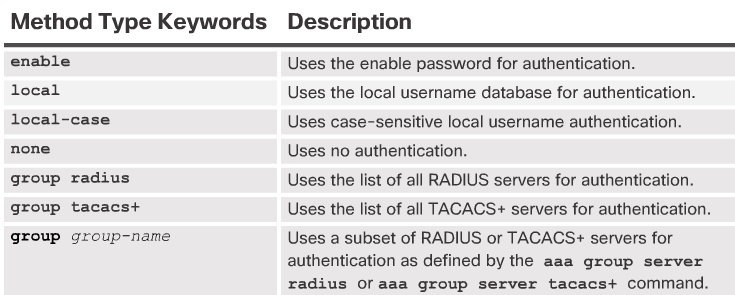 Method Type Keywords Description
enable Uses the enable password for authentication.
local Uses the local username database for authentication.
local-case Uses case-sensitive local username authentication.
none Uses no authentication.
group radius Uses the list of all RADIUS servers for authentication.
group tacacs+ Uses the list of all TACACS+ servers for authentication.
group group-name Uses a subset of RADIUS or TACACS+ servers for
authentication as defined by the aaa group server
radius or aaa group server tacacs+ command.